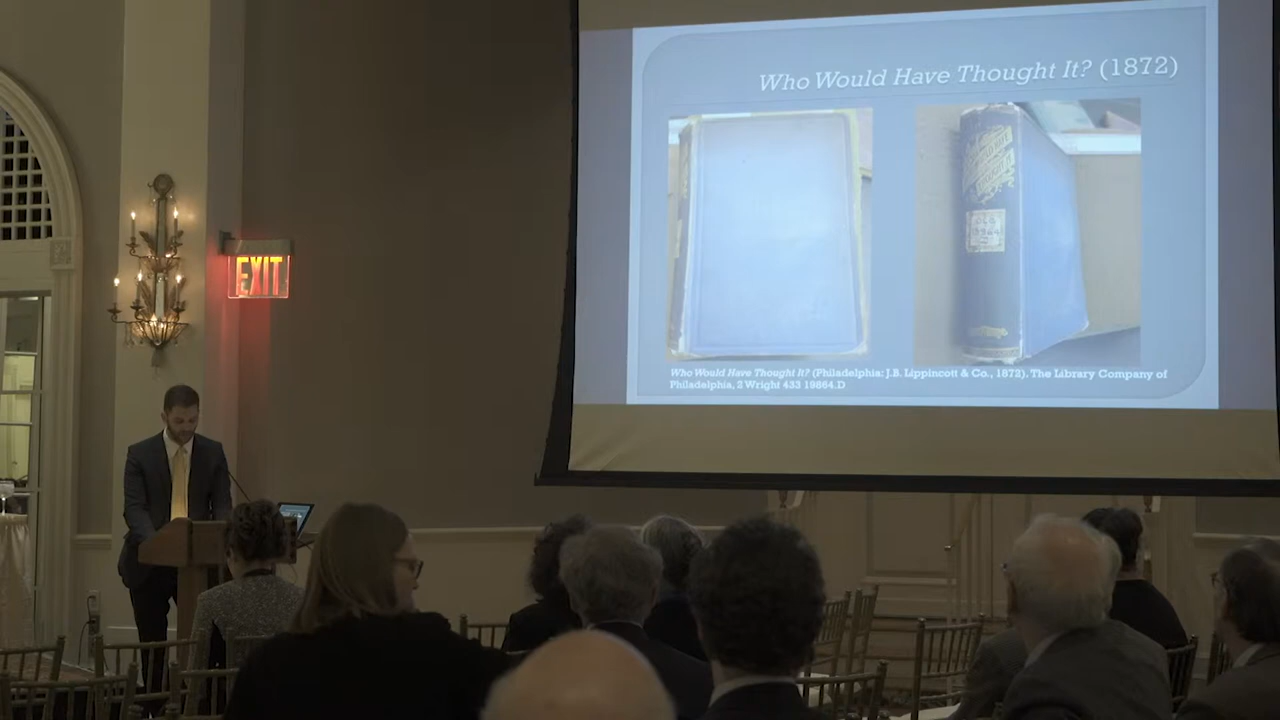 Who Would Have Thought It? (1872)
EXIT
Who Would Have Thought It? (Philadelphia: J.B. Lippincott & Co., 1872). The Library Company of
Philadelphia, 2 Wright 433 19864.D